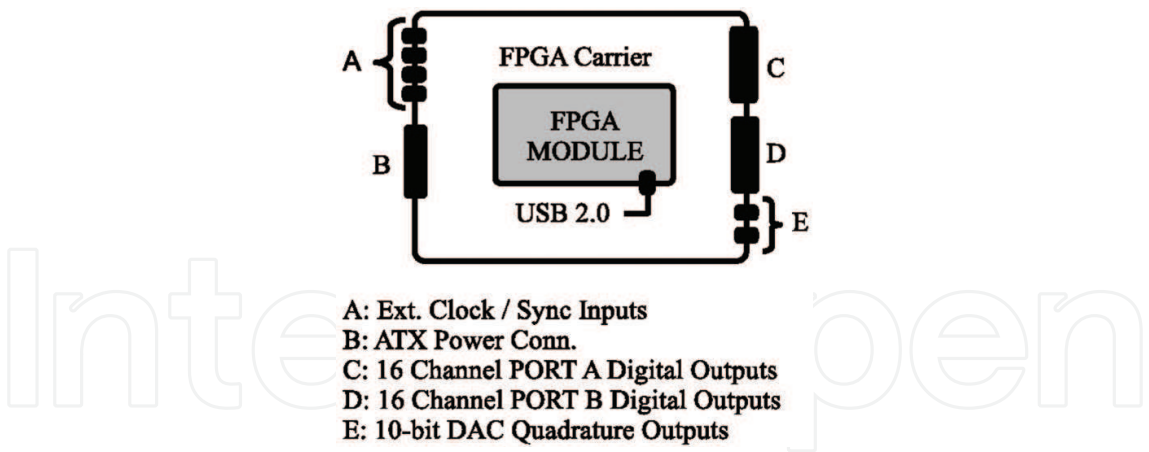 A
FPGA Carrier
C
FPGA
MODULE
B
D
USB 2.0
E
A: Ext. Clock / Sync Inputs
B: ATX Power Conn.
C: 16 Channel PORT A Digital Outputs
D: 16 Channel PORT B Digital Outputs
E: 10-bit DAC Quadrature Outputs